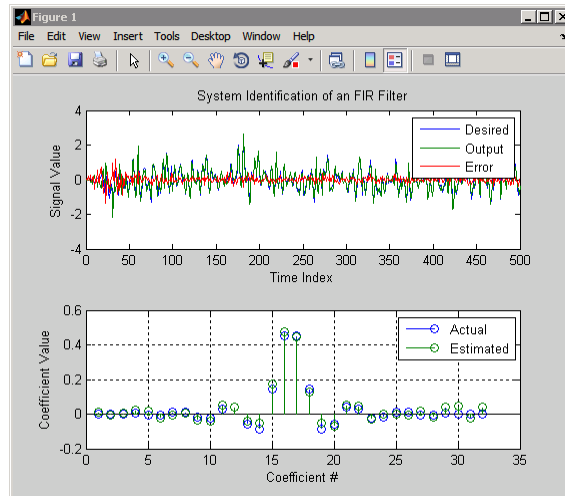 Figure 1
File Edit View Insert Tools Desktop Window Help
System Identification of an FIR Filter
4
2
0
-2
-4
Signal Value
Desired
Output
Error
0 50 100 150 200 250 300 350 400 450 500
Time Index
0.6
0.4
0.2
0
-0.2
Coefficient Value
Actual
Estimated
0 5 10 15 20 25 30 35
Coefficient #